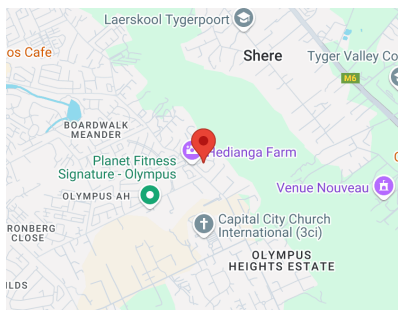 Laerskool Tygerpoort
os Cafe
Shere
Tyger Valley Co
M6
BOARDWALK
MEANDER
Hedianga Farm
Planet Fitness
Signature - Olympus
Venue Nouveau
OLYMPUS AH
Capital City Church
International (3ci)
RONBERG
CLOSE
OLYMPUS
HEIGHTS ESTATE
ILDS